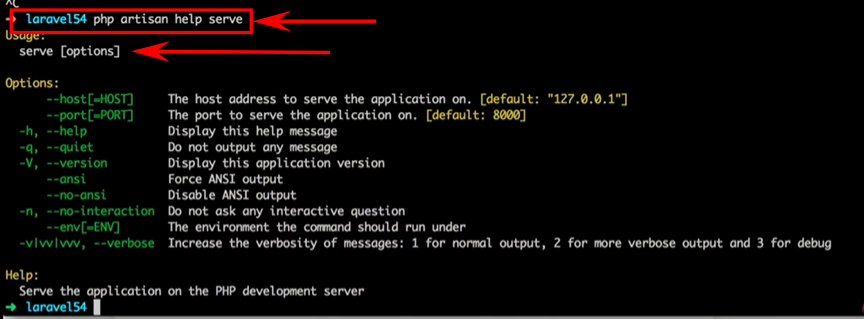 ^C
→ laravel54 php artisan help serve
Usage:
serve [options]
Options:
--host[=HOST] The host address to serve the application on. [default: "127.0.0.1"]
--port[=PORT] The port to serve the application on. [default: 8000]
-h, --help Display this help message
-q, --quiet Do not output any message
-V, --version Display this application version
--ansi Force ANSI output
--no-ansi Disable ANSI output
-n, --no-interaction Do not ask any interactive question
--env[=ENV] The environment the command should run under
-v|vv|vvv, --verbose Increase the verbosity of messages: 1 for normal output, 2 for more verbose output and 3 for debug
Help:
Serve the application on the PHP development server
→ laravel54